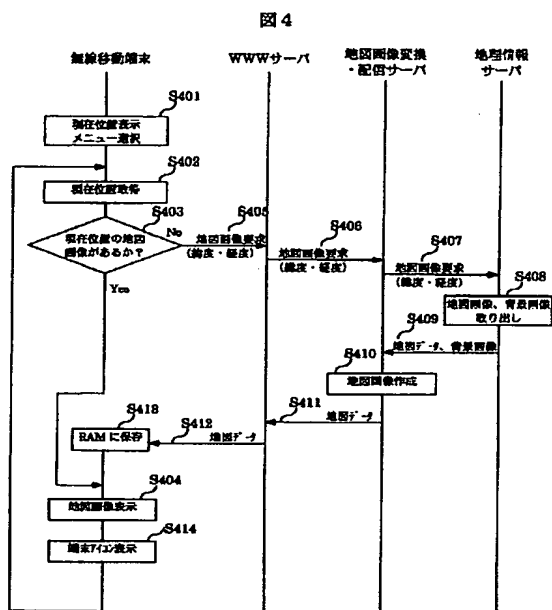 図4
無線移動端末
WWWサーバ
地図画像変換
・配信サーバ
地理情報
サーバ
S401
現在位置表示
メニュー選択
S402
現在位置取得
S403
現在位置の地図
画像があるか?
No
Yes
S405
地図画像要求
(緯度・経度)
S406
地図画像要求
(緯度・経度)
S407
地図画像要求
(緯度・経度)
S408
地図画像、背景画像
取り出し
S409
地図データ、背景画像
S410
地図画像作成
S411
地図データ
S412
地図データ
S413
RAMに保存
S404
地図画像表示
S414
端末アイコン表示